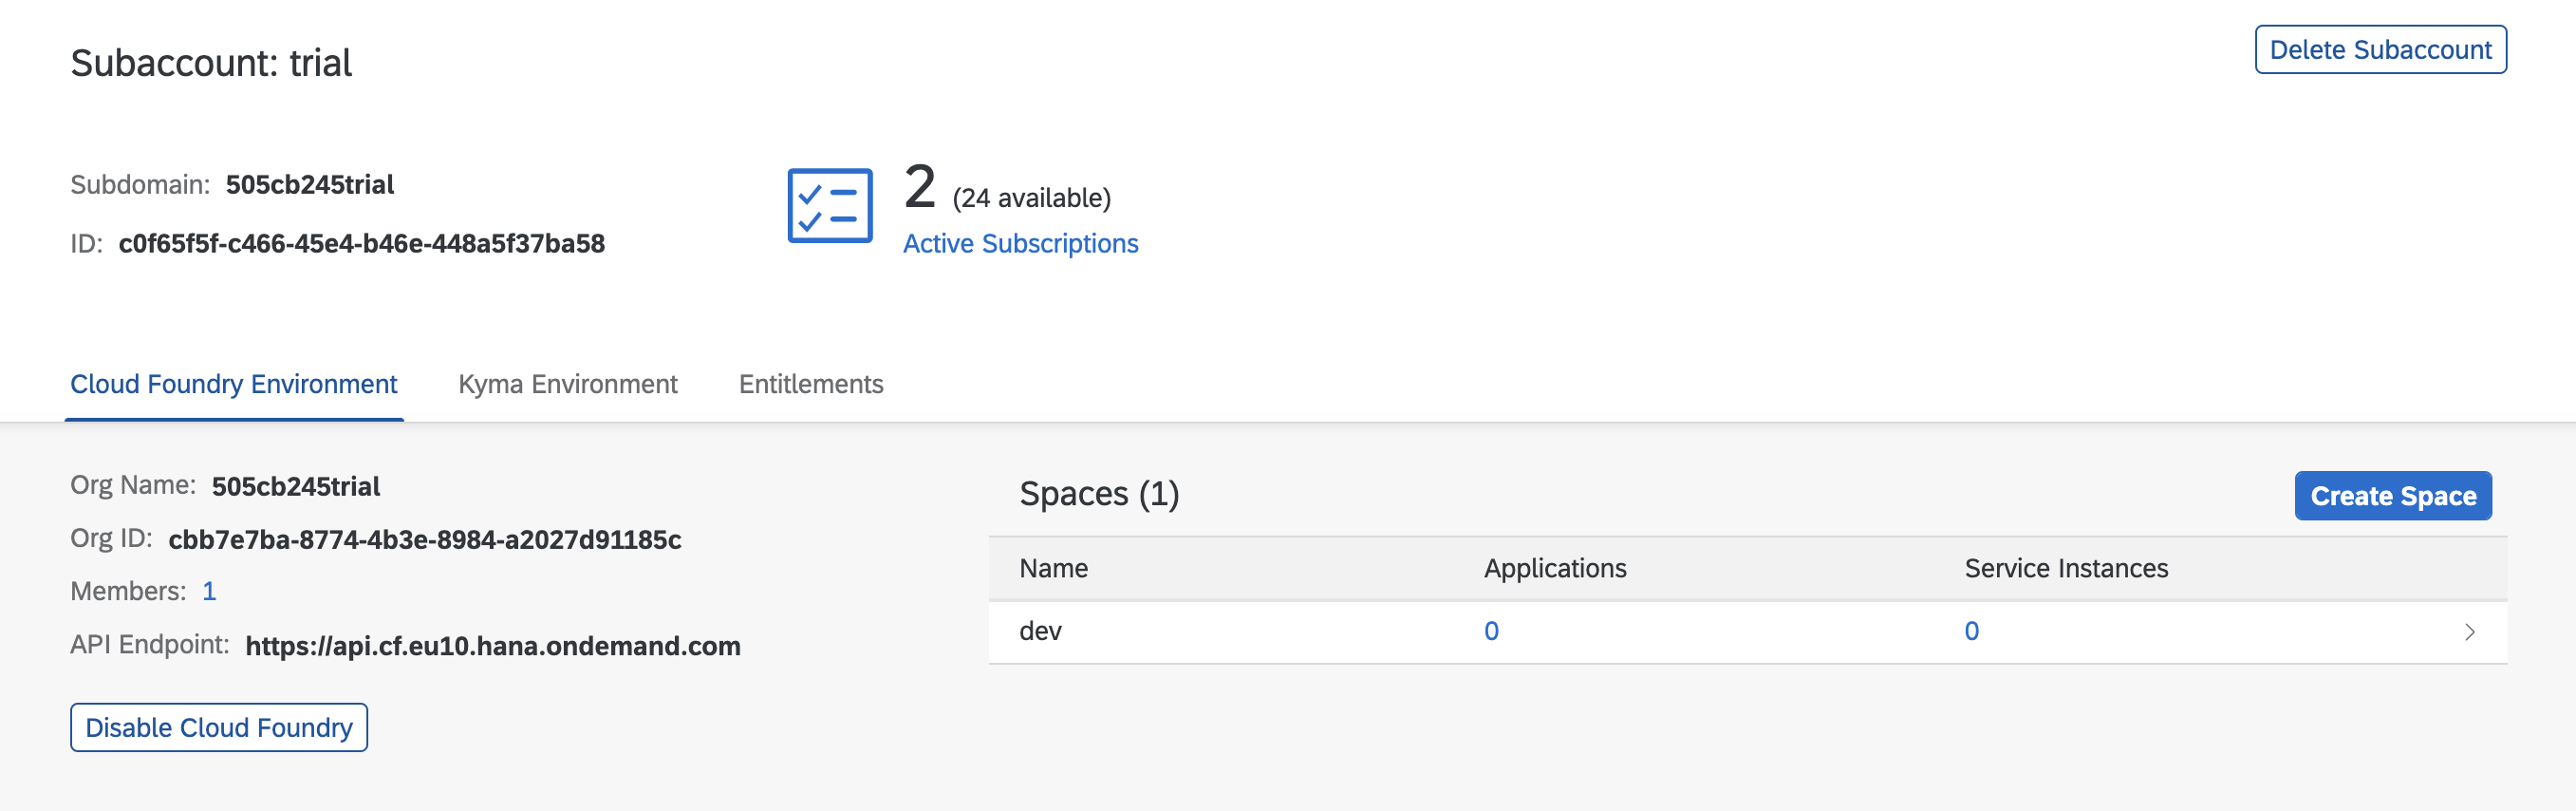 Subaccount: trial
Delete Subaccount
Subdomain: 505cb245trial
ID: c0f65f5f-c466-45e4-b46e-448a5f37ba58
2 (24 available)
Active Subscriptions
Cloud Foundry Environment
Kyma Environment
Entitlements
Org Name: 505cb245trial
Org ID: cbb7e7ba-8774-4b3e-8984-a2027d91185c
Members: 1
API Endpoint: https://api.cf.eu10.hana.ondemand.com
Disable Cloud Foundry
Spaces (1)
Create Space
Name Applications Service Instances
dev 0 0